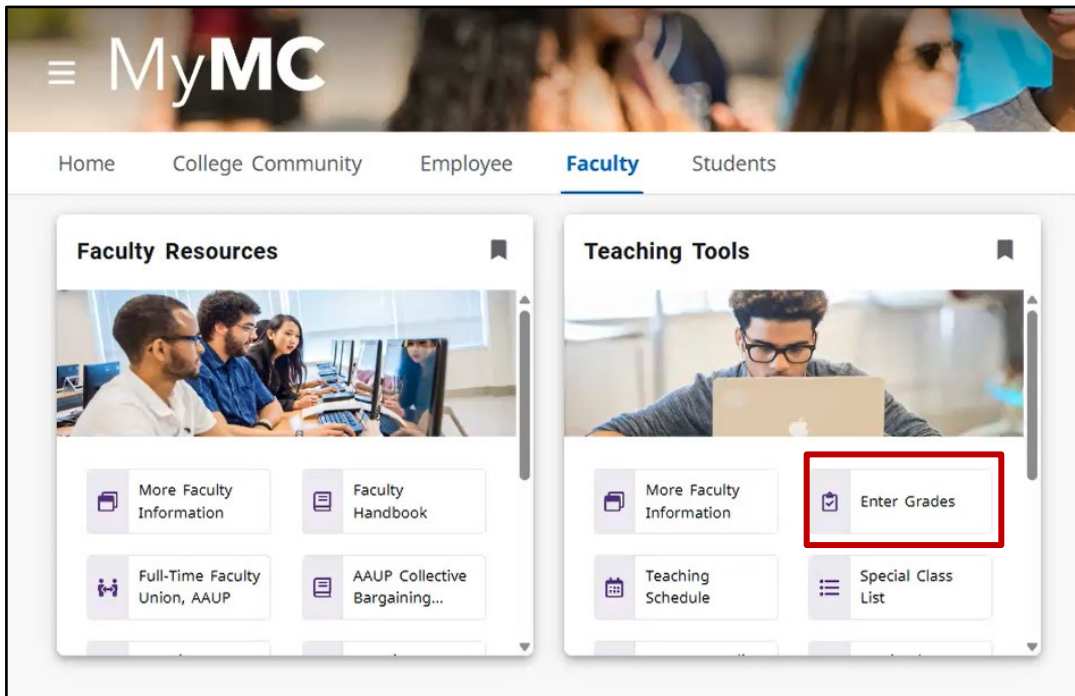 MyMC
Home College Community Employee Faculty Students
Faculty Resources
More Faculty
Information
Faculty
Handbook
Full-Time Faculty
Union, AAUP
AAUP Collective
Bargaining...
Teaching Tools
More Faculty
Information
Enter Grades
Teaching
Schedule
Special Class
List